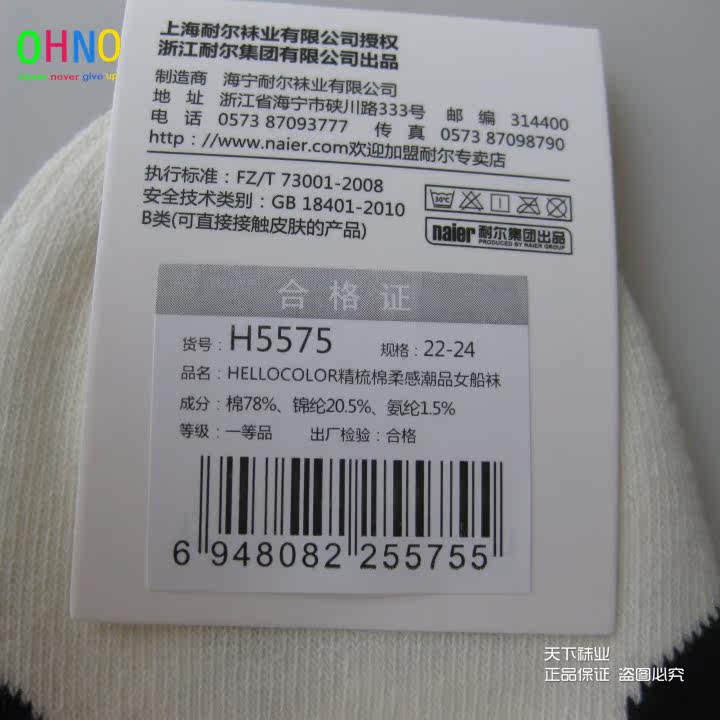 OHNO
never never give up
上海耐尔袜业有限公司授权
浙江耐尔集团有限公司出品
制造商 海宁耐尔袜业有限公司
地 址 浙江省海宁市硖川路333号 邮 编 314400
电 话 0573 87093777 传 真 0573 87098790
http：//www.naier.com欢迎加盟耐尔专卖店
执行标准：FZ/T 73001-2008
安全技术类别：GB 18401-2010
B类(可直接接触皮肤的产品)
30℃
naier 耐尔集团出品
PRODUCED BY NAIER GROUP
合格证
货号：H5575 规格：22-24
品名：HELLOCOLOR精梳棉柔感潮品女船袜
成分：棉78%、锦纶20.5%、氨纶1.5%
等级：一等品 出厂检验：合格
6 948082 255755
天下袜业
正品保证 盗图必究